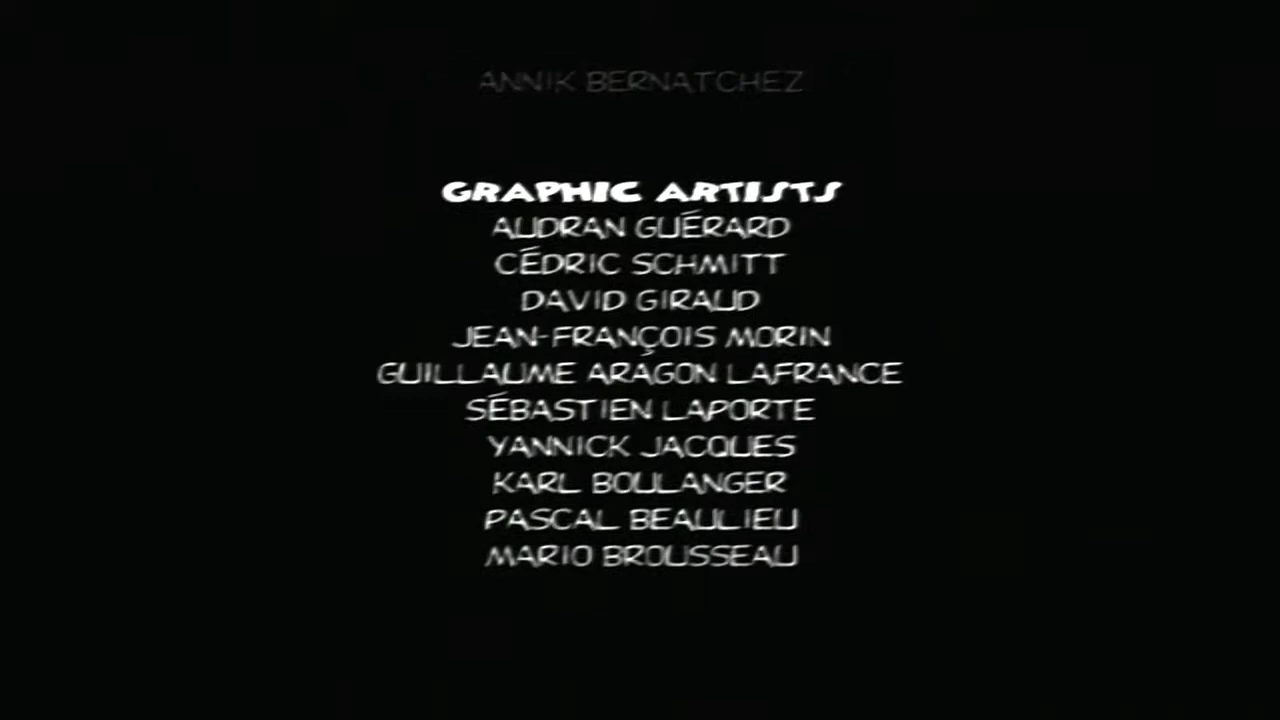 ANNIK BERNATCHEZ
GRAPHIC ARTISTS
AUDRAN GUÉRARD
CÉDRIC SCHMITT
DAVID GIRAUD
JEAN-FRANÇOIS MORIN
GUILLAUME ARAGON LAFRANCE
SÉBASTIEN LAPORTE
YANNICK JACQUES
KARL BOULANGER
PASCAL BEAULIEU
MARIO BROUSSEAU